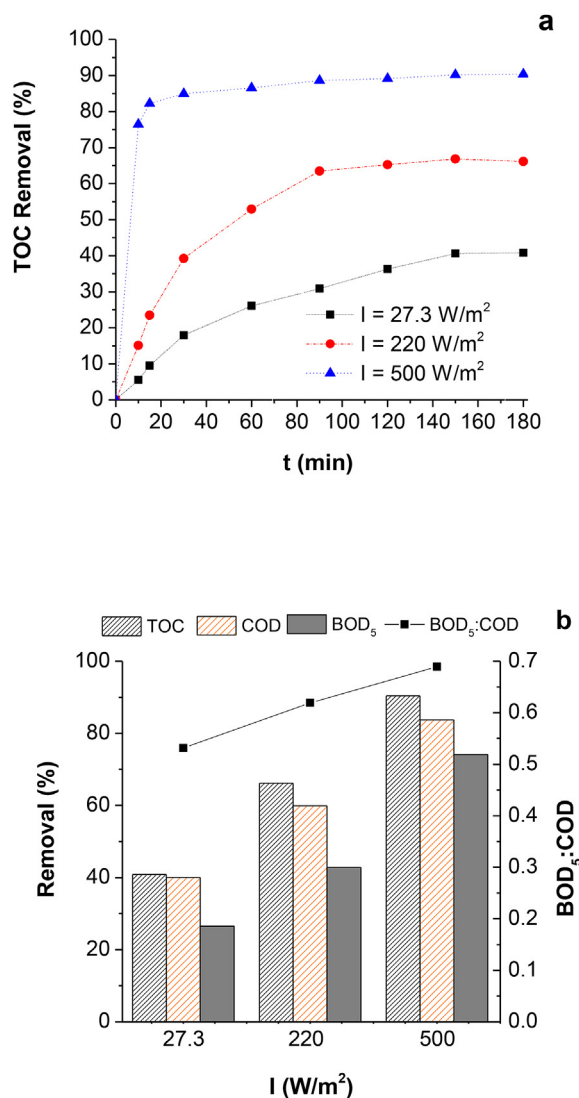 a
TOC Removal (%)
100
90
80
70
60
50
40
30
20
10
0
I = 27.3 W/m²
I = 220 W/m²
I = 500 W/m²
0 20 40 60 80 100 120 140 160 180
t (min)
b
TOC COD BOD₅ BOD₅:COD
Removal (%)
100
80
60
40
20
0
0.7
0.6
0.5
0.4
0.3
0.2
0.1
0.0
BOD₅:COD
27.3 220 500
I (W/m²)